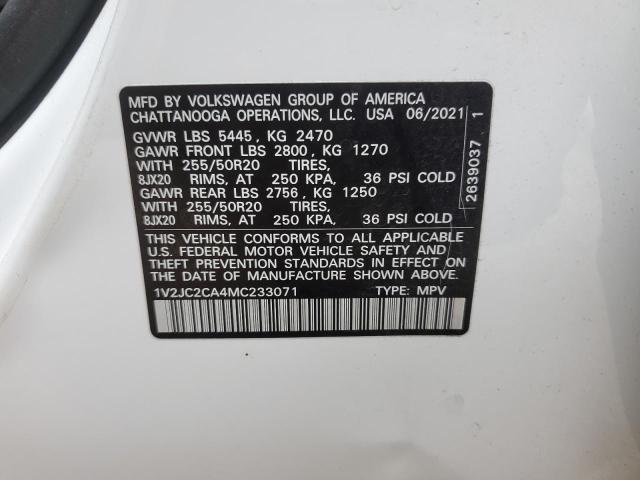 MFD BY VOLKSWAGEN GROUP OF AMERICA
CHATTANOOGA OPERATIONS, LLC. USA 06/2021
GVWR LBS 5445, KG 2470
GAWR FRONT LBS 2800, KG 1270
WITH 255/50R20 TIRES,
8JX20 RIMS, AT 250 KPA, 36 PSI COLD
GAWR REAR LBS 2756, KG 1250
WITH 255/50R20 TIRES,
8JX20 RIMS, AT 250 KPA, 36 PSI COLD
THIS VEHICLE CONFORMS TO ALL APPLICABLE
U.S. FEDERAL MOTOR VEHICLE SAFETY AND
THEFT PREVENTION STANDARDS IN EFFECT ON
THE DATE OF MANUFACTURE SHOWN ABOVE.
1V2JC2CA4MC233071 TYPE: MPV
2639037 1